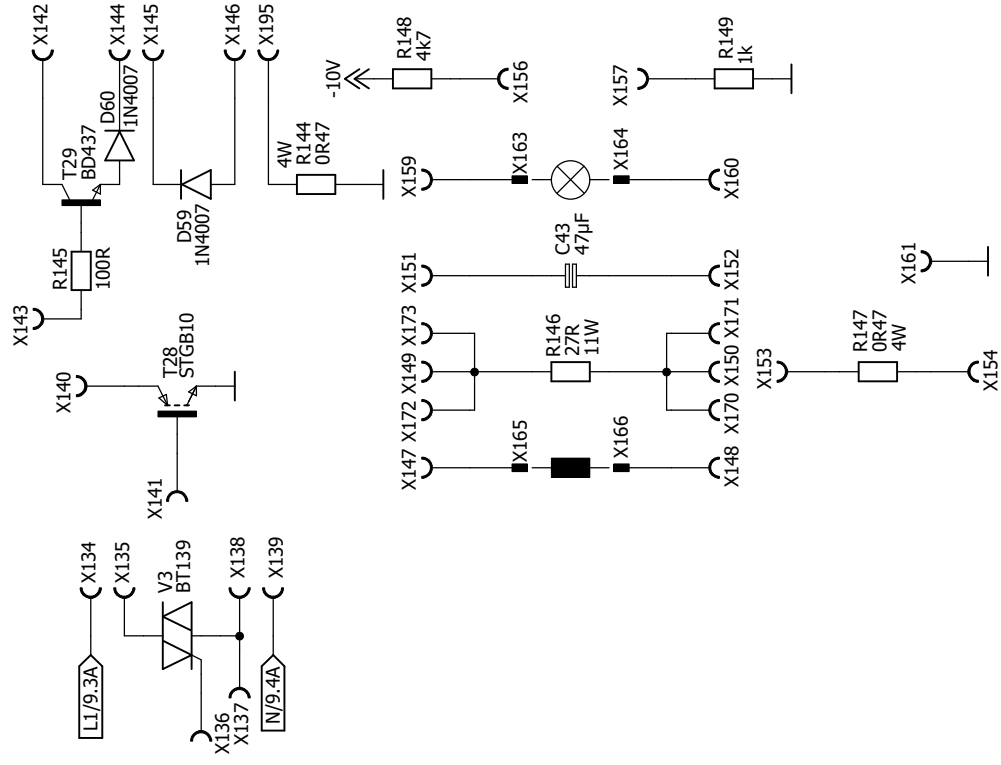 X142
X144
X145
X146
X195
T29
BD437
D60
1N4007
R145
100R
X143
D59
1N4007
4W
R144
0R47
-10V
R148
4k7
X156
X157
R149
1k
X159
X163
X164
X160
X151
C43
47µF
X152
X161
X173
X149
X172
R146
27R
11W
X171
X150
X170
X153
R147
0R47
4W
X154
X147
X165
X166
X148
X140
T28
STGB10
X141
X134
X135
V3
BT139
X138
X139
L1/9.3A
N/9.4A
X136
X137